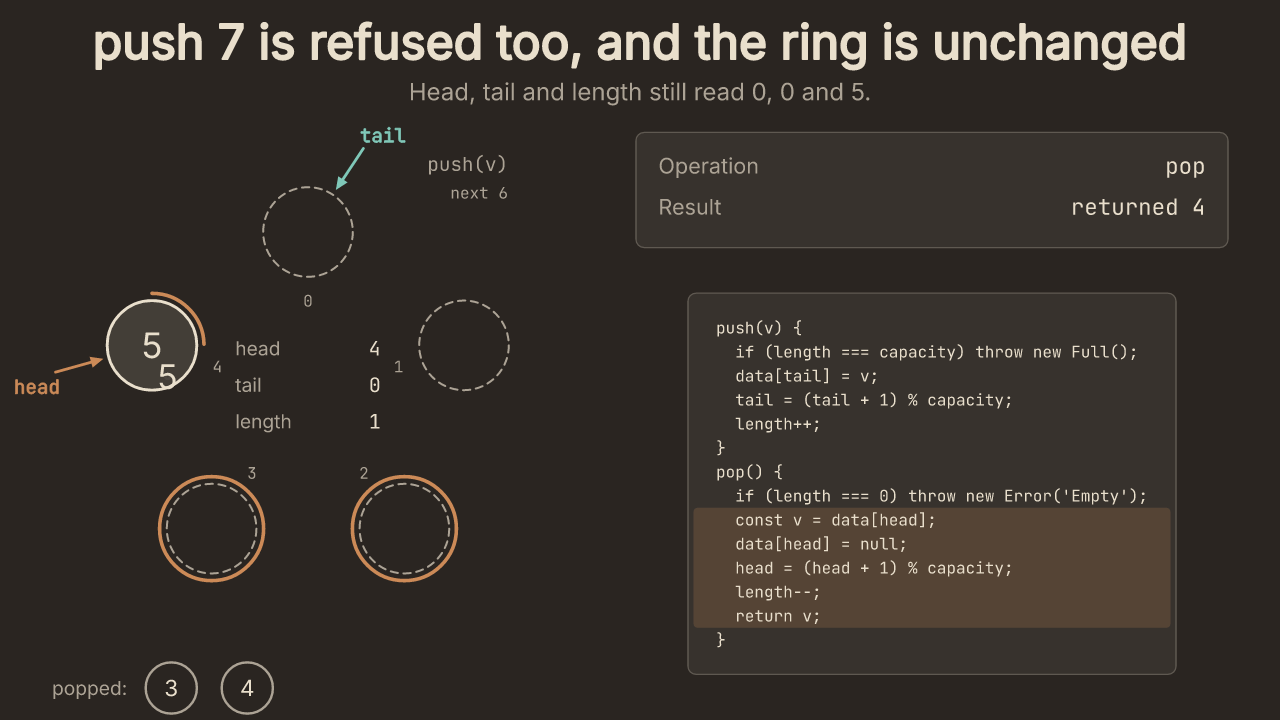 push 7 is refused too, and the ring is unchanged
Head, tail and length still read 0, 0 and 5.
tail
push(v)
next 6
0
5
5
4
head
head 4
tail 0
length 1
1
3
2
popped: 3 4
Operation pop
Result returned 4
push(v) {
if (length === capacity) throw new Full();
data[tail] = v;
tail = (tail + 1) % capacity;
length++;
}
pop() {
if (length === 0) throw new Error('Empty');
const v = data[head];
data[head] = null;
head = (head + 1) % capacity;
length--;
return v;
}